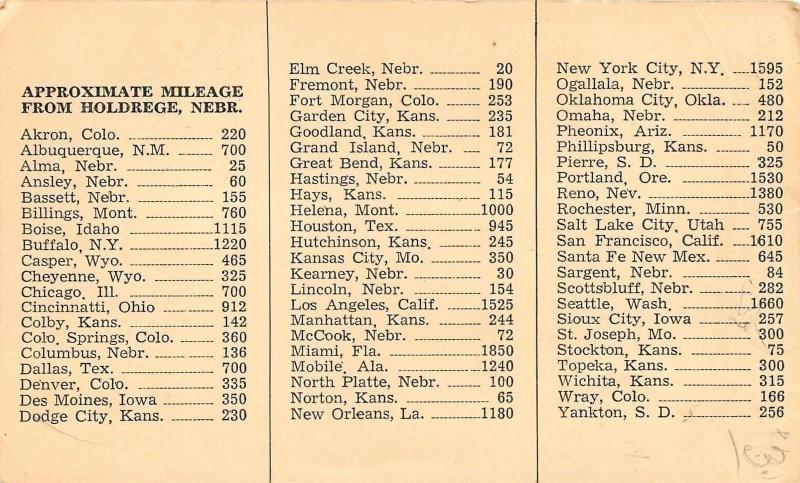 APPROXIMATE MILEAGE
FROM HOLDREGE, NEBR.
Akron, Colo. 220
Albuquerque, N.M. 700
Alma, Nebr. 25
Ansley, Nebr. 60
Bassett, Nebr. 155
Billings, Mont. 760
Boise, Idaho 1115
Buffalo, N.Y. 1220
Casper, Wyo. 465
Cheyenne, Wyo. 325
Chicago, Ill. 700
Cincinnati, Ohio 912
Colby, Kans. 142
Colo. Springs, Colo. 360
Columbus, Nebr. 136
Dallas, Tex. 700
Denver, Colo. 335
Des Moines, Iowa 350
Dodge City, Kans. 230
Elm Creek, Nebr. 20
Fremont, Nebr. 190
Fort Morgan, Colo. 253
Garden City, Kans. 235
Goodland, Kans. 181
Grand Island, Nebr. 72
Great Bend, Kans. 177
Hastings, Nebr. 54
Hays, Kans. 115
Helena, Mont. 1000
Houston, Tex. 945
Hutchinson, Kans. 245
Kansas City, Mo. 350
Kearney, Nebr. 30
Lincoln, Nebr. 154
Los Angeles, Calif. 1525
Manhattan, Kans. 244
McCook, Nebr. 72
Miami, Fla. 1850
Mobile, Ala. 1240
North Platte, Nebr. 100
Norton, Kans. 65
New Orleans, La. 1180
New York City, N.Y. 1595
Ogallala, Nebr. 152
Oklahoma City, Okla. 480
Omaha, Nebr. 212
Pheonix, Ariz. 1170
Phillipsburg, Kans. 50
Pierre, S. D. 325
Portland, Ore. 1530
Reno, Nev. 1380
Rochester, Minn. 530
Salt Lake City, Utah 755
San Francisco, Calif. 1610
Santa Fe New Mex. 645
Sargent, Nebr. 84
Scottsbluff, Nebr. 282
Seattle, Wash. 1660
Sioux City, Iowa 257
St. Joseph, Mo. 300
Stockton, Kans. 75
Topeka, Kans. 300
Wichita, Kans. 315
Wray, Colo. 166
Yankton, S. D. 256